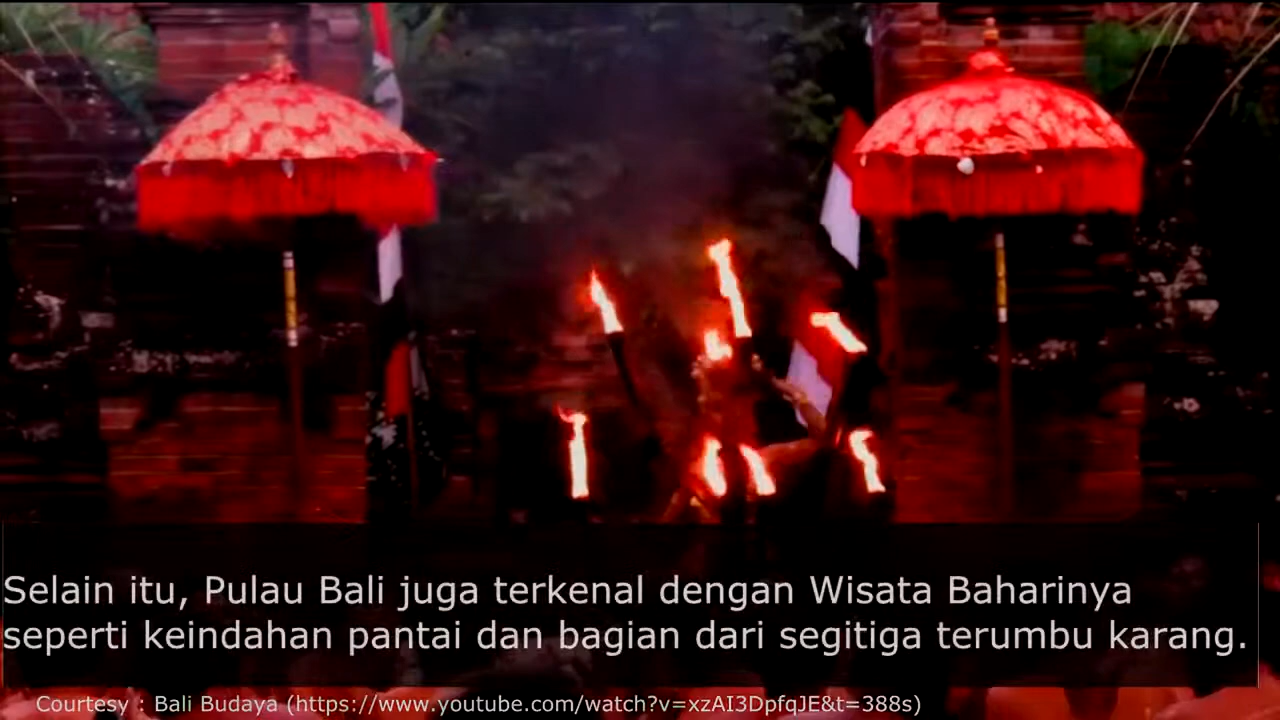 Selain itu, Pulau Bali juga terkenal dengan Wisata Baharinya
seperti keindahan pantai dan bagian dari segitiga terumbu karang.
Courtesy : Bali Budaya (https://www.youtube.com/watch?v=xzAI3DpfqJE&t=388s)